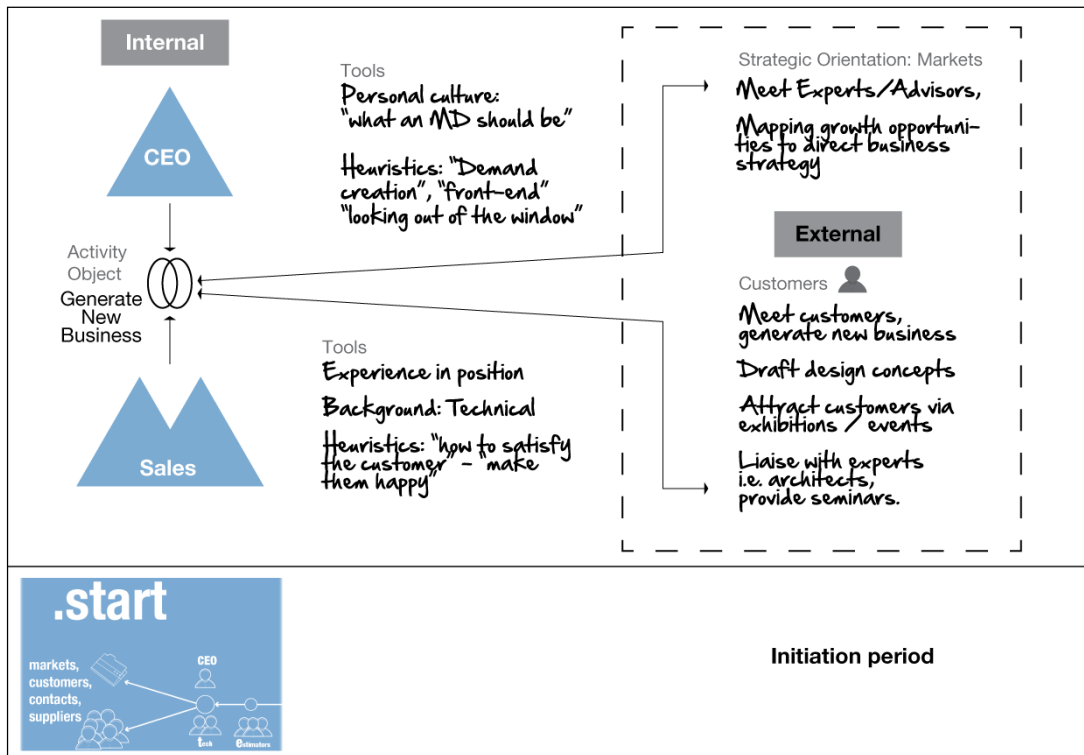 Internal
CEO
Activity
Object
Generate
New
Business
Sales
Tools
Personal culture:
“what an MD should be”
Heuristics: “Demand
creation”, “front-end”
“looking out of the window”
Tools
Experience in position
Background: Technical
Heuristics: “how to satisfy
the customer” - “make
them happy”
Strategic Orientation: Markets
Meet Experts/Advisors,
Mapping growth opportuni-
ties to direct business
strategy
External
Customers
Meet customers,
generate new business
Draft design concepts
Attract customers via
exhibitions / events
Liaise with experts
i.e. architects,
provide seminars.
.start
markets,
customers,
contacts,
suppliers
CEO
tech
estimators
Initiation period